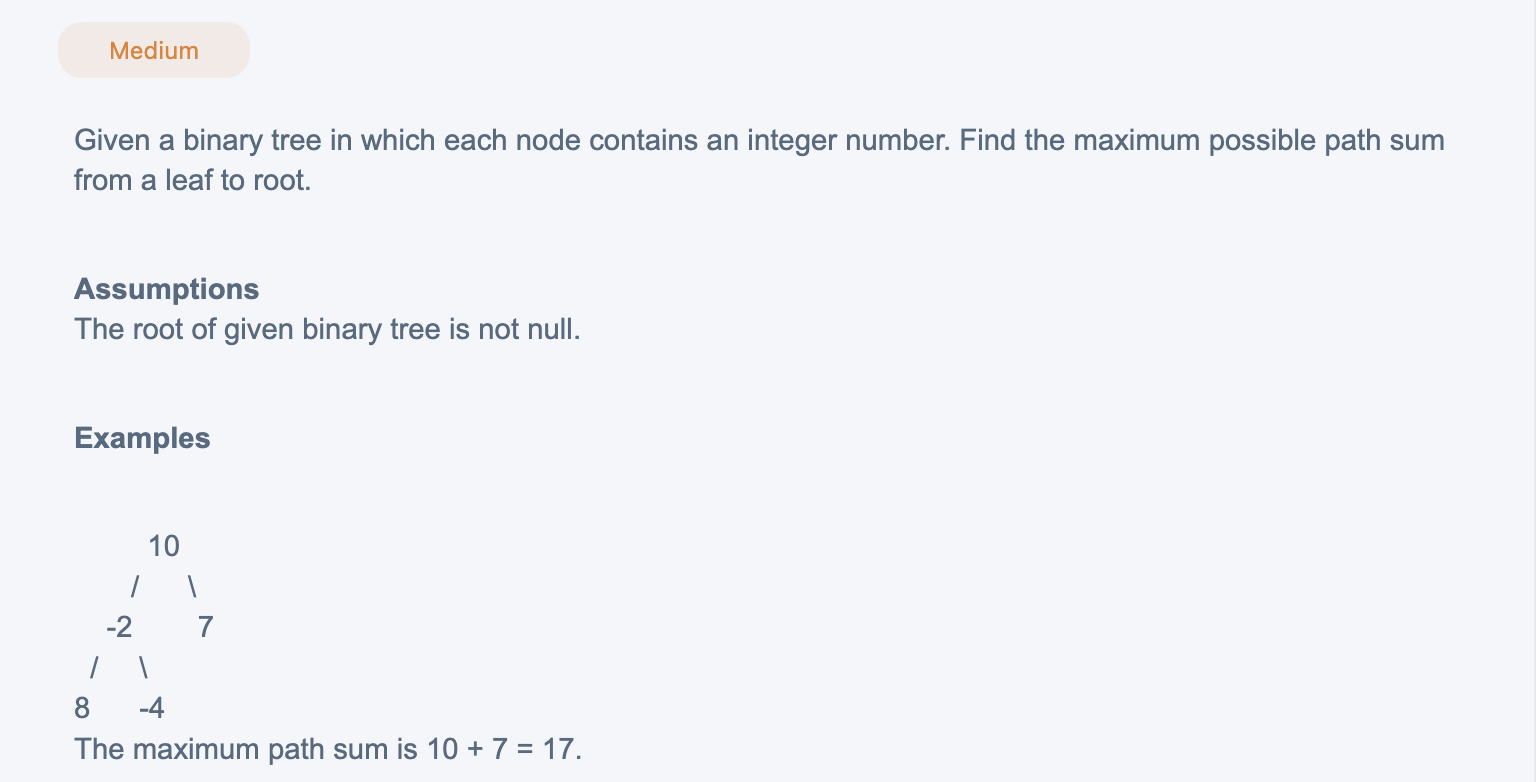 Medium
Given a binary tree in which each node contains an integer number. Find the maximum possible path sum
from a leaf to root.
Assumptions
The root of given binary tree is not null.
Examples
10
/ \
-2 7
/ \
8 -4
The maximum path sum is 10 + 7 = 17.